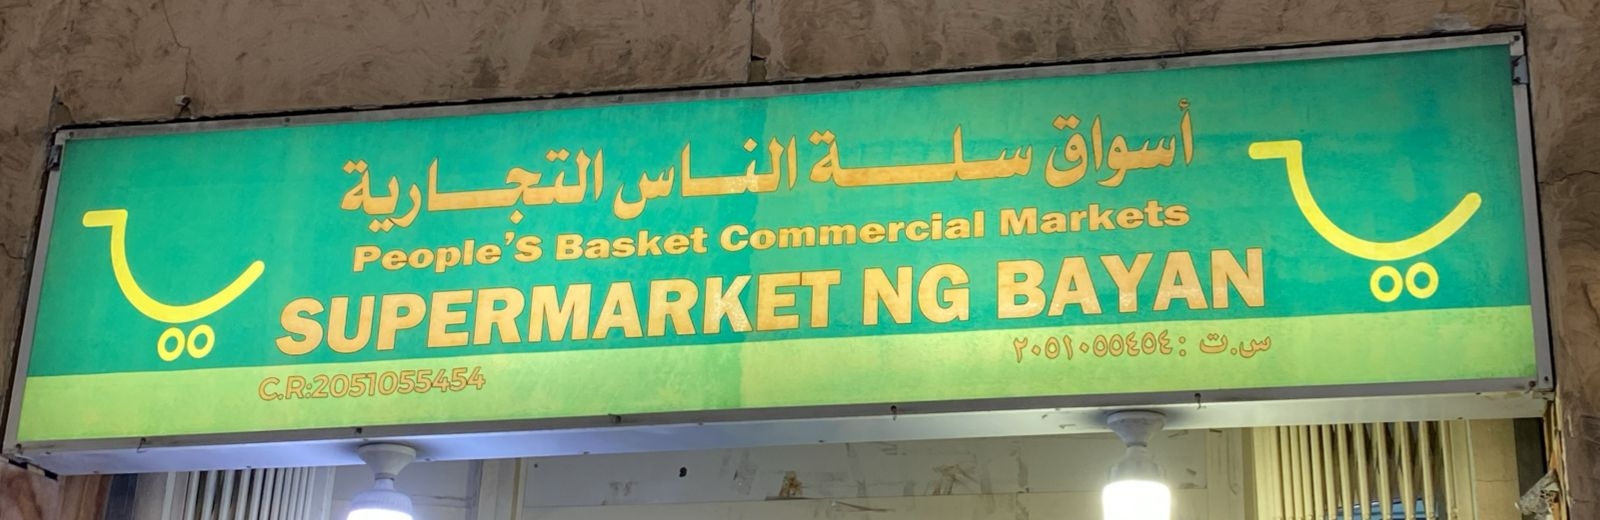 أسواق سلة الناس التجارية
People'S Basket Commercial Markets
SUPERMARKET NG BAYAN
س.ت : ٢٠٥١٠٥٥٤٥٤
C.R:2051055454